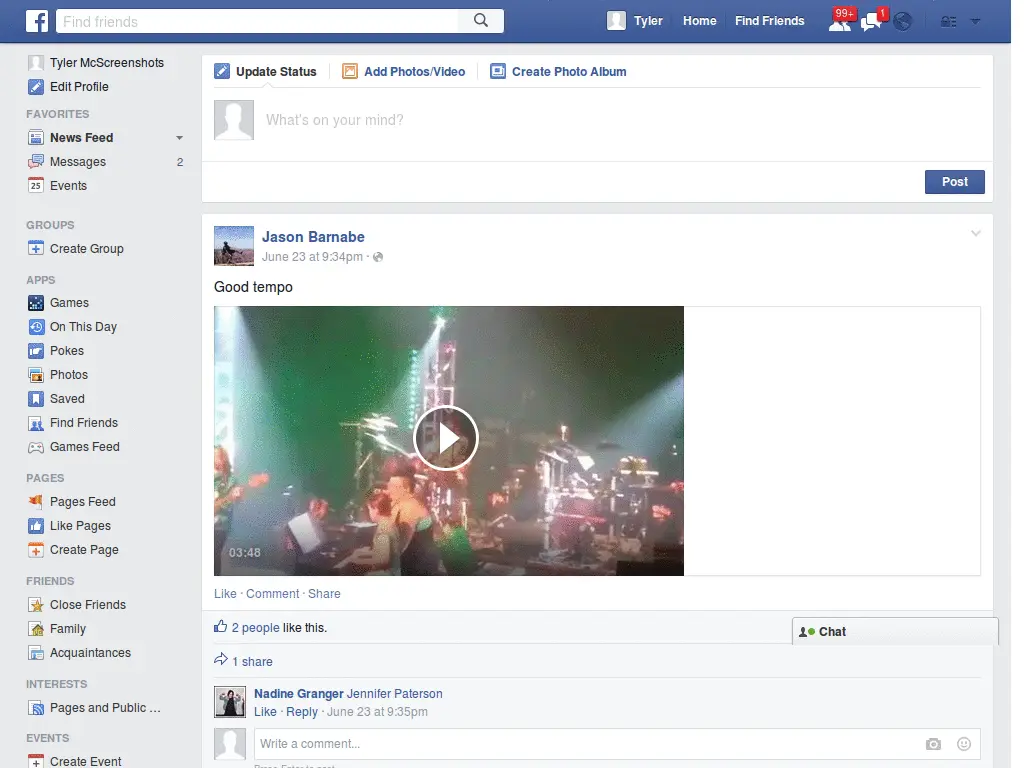 f Find friends
Tyler Home Find Friends 99+ 1
Tyler McScreenshots
Edit Profile
FAVORITES
News Feed
Messages 2
25 Events
GROUPS
Create Group
APPS
Games
On This Day
Pokes
Photos
Saved
Find Friends
Games Feed
PAGES
Pages Feed
Like Pages
Create Page
FRIENDS
Close Friends
Family
Acquaintances
INTERESTS
Pages and Public ...
EVENTS
Create Event
Update Status Add Photos/Video Create Photo Album
What's on your mind?
Post
Jason Barnabe
June 23 at 9:34pm ·
Good tempo
03:48
Like · Comment · Share
2 people like this.
1 share
Nadine Granger Jennifer Paterson
Like · Reply · June 23 at 9:35pm
Write a comment...
Chat